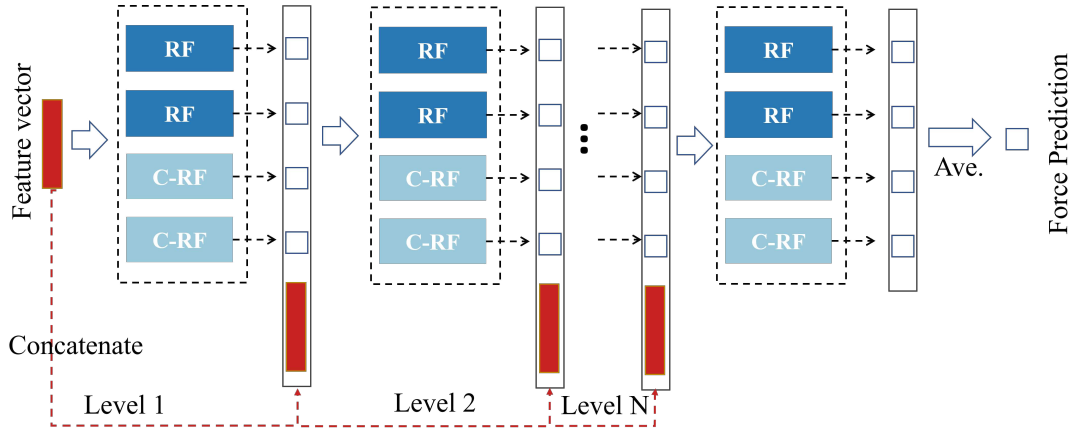 Feature vector
RF
RF
C-RF
C-RF
Concatenate
Level 1
RF
RF
C-RF
C-RF
Level 2
Level N
RF
RF
C-RF
C-RF
Ave.
Force Prediction